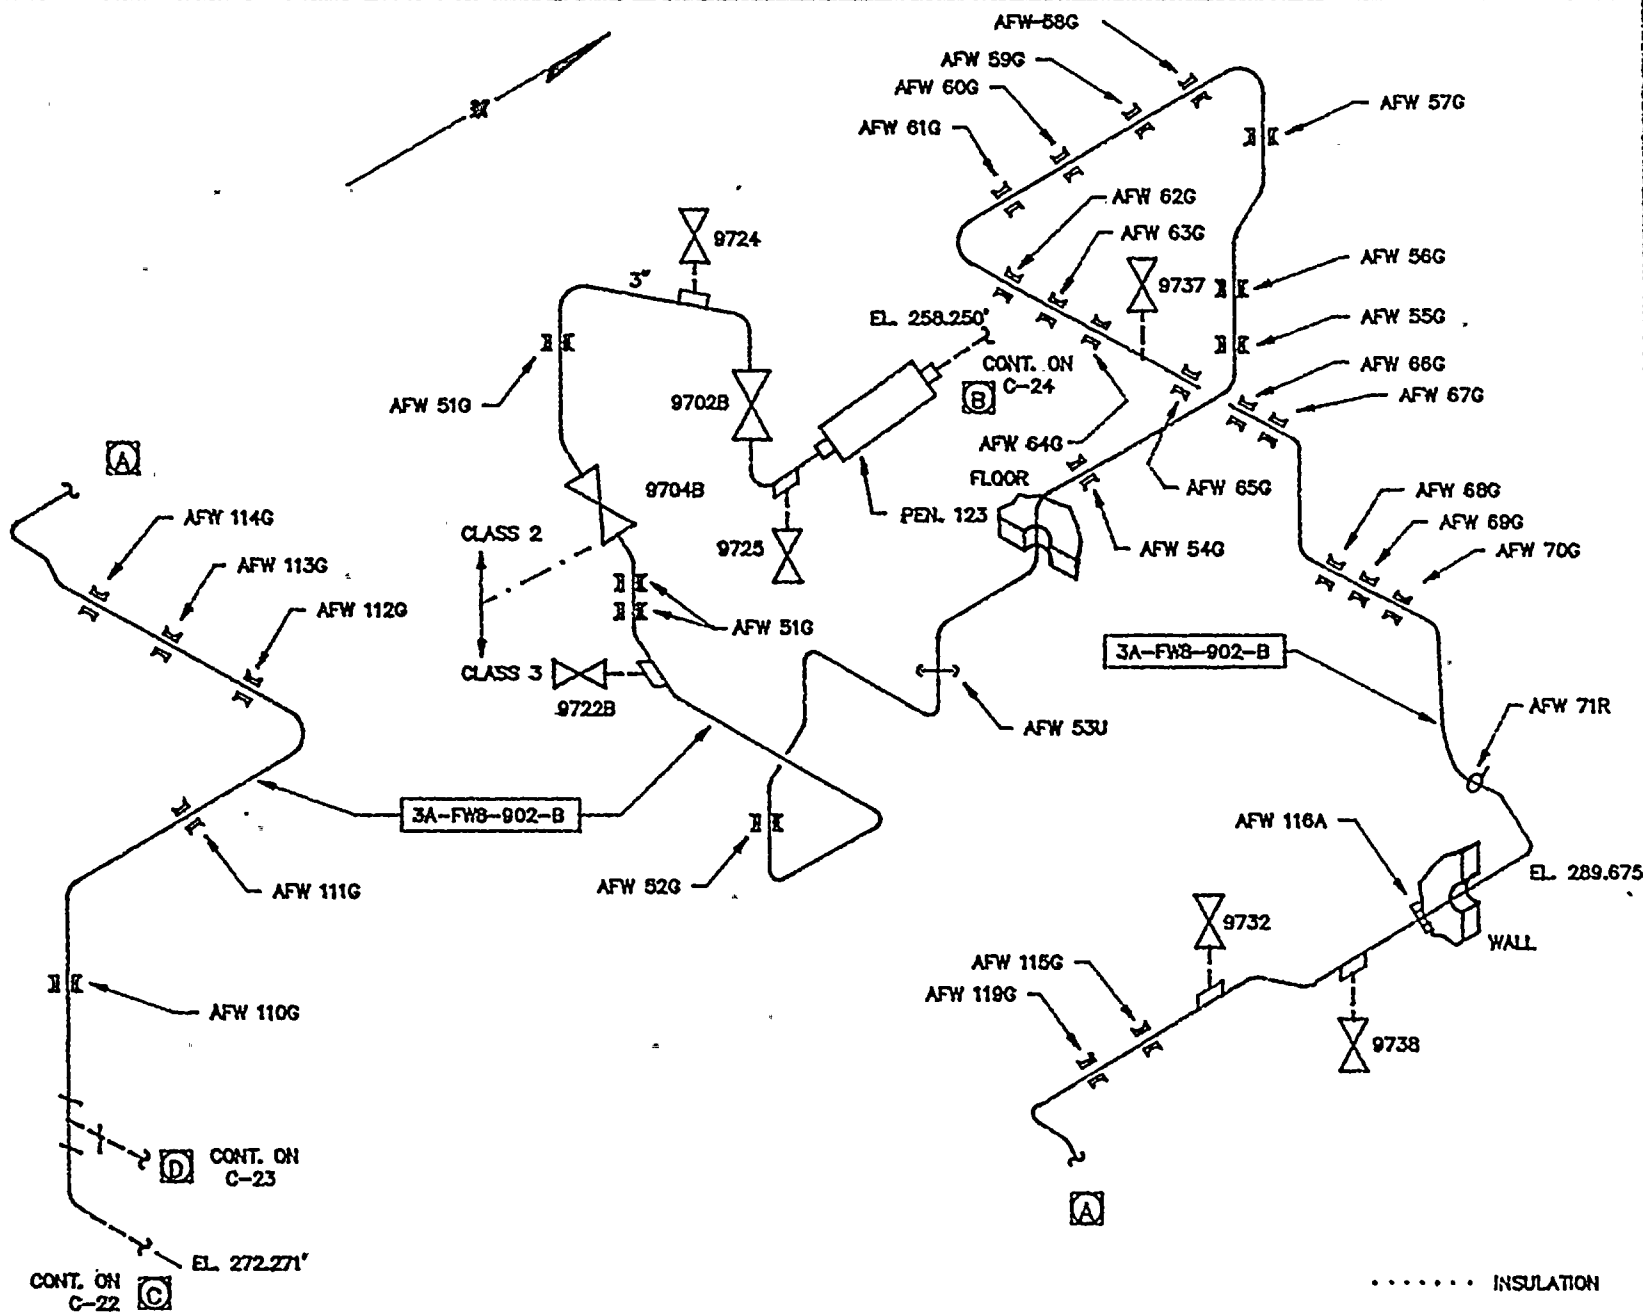 AFW 58G
AFW 59G
AFW 60G
AFW 61G
AFW 57G
AFW 62G
AFW 63G
9724
9737
AFW 56G
3"
EL. 258.250'
AFW 55G
CONT. ON
C-24
B
AFW 66G
AFW 67G
AFW 51G
9702B
AFW 64G
A
FLOOR
9704B
AFW 65G
AFW 68G
PEN. 123
AFW 114G
CLASS 2
9725
AFW 54G
AFW 69G
AFW 70G
AFW 113G
AFW 112G
AFW 51G
3A-FW8-902-B
CLASS 3
9722B
AFW 53U
AFW 71R
3A-FW8-902-B
AFW 116A
AFW 111G
AFW 52G
EL. 289.675
9732
WALL
AFW 115G
AFW 119G
AFW 110G
9738
D
CONT. ON
C-23
A
EL. 272.271'
CONT. ON
C-22
C
INSULATION